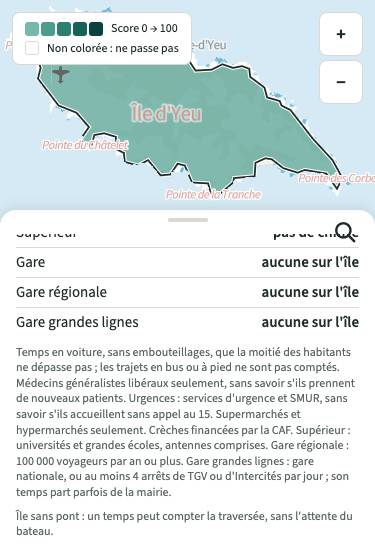 Score 0 → 100
Non colorée : ne passe pas
e-d'Yeu
+
−
Île d'Yeu
Pointe du Châtelet
Pointe de la Tranche
Pointe des Corbe
Supérieur
Gare aucune sur l'île
Gare régionale aucune sur l'île
Gare grandes lignes aucune sur l'île
Temps en voiture, sans embouteillages, que la moitié des habitants
ne dépasse pas ; les trajets en bus ou à pied ne sont pas comptés.
Médecins généralistes libéraux seulement, sans savoir s'ils prennent
de nouveaux patients. Urgences : services d'urgence et SMUR, sans
savoir s'ils accueillent sans appel au 15. Supermarchés et
hypermarchés seulement. Crèches financées par la CAF. Supérieur :
universités et grandes écoles, antennes comprises. Gare régionale :
100 000 voyageurs par an ou plus. Gare grandes lignes : gare
nationale, ou au moins 4 arrêts de TGV ou d'Intercités par jour ; son
temps part parfois de la mairie.
Île sans pont : un temps peut compter la traversée, sans l'attente du
bateau.